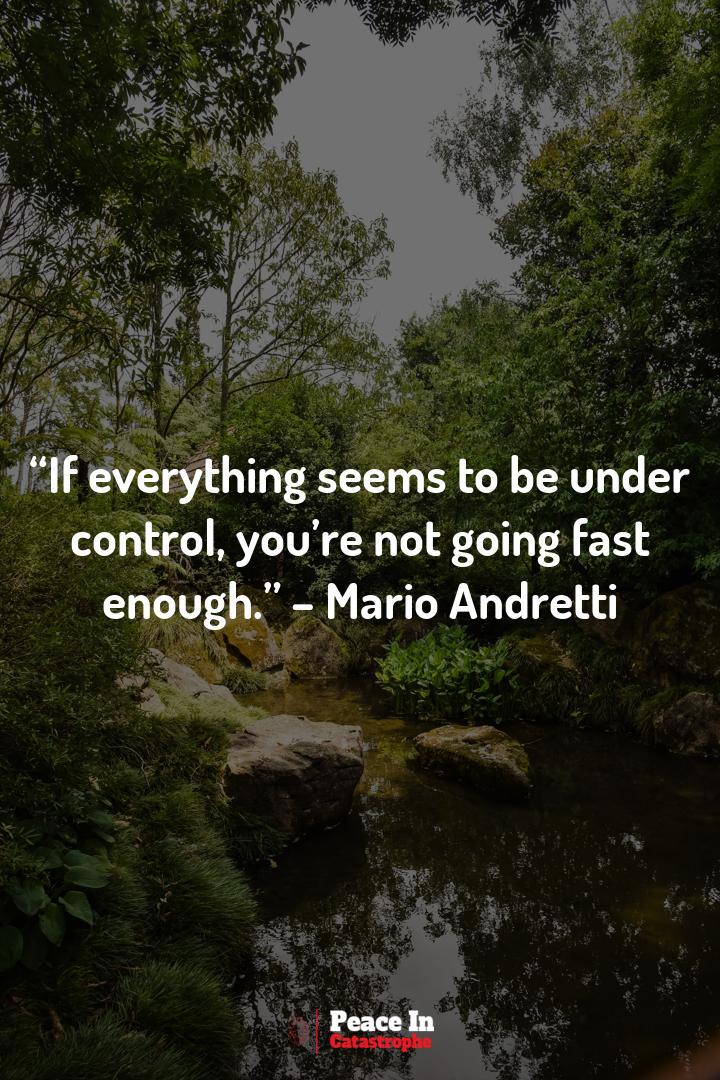 “If everything seems to be under
control, you’re not going fast
enough.” – Mario Andretti
Peace In
Catastrophe